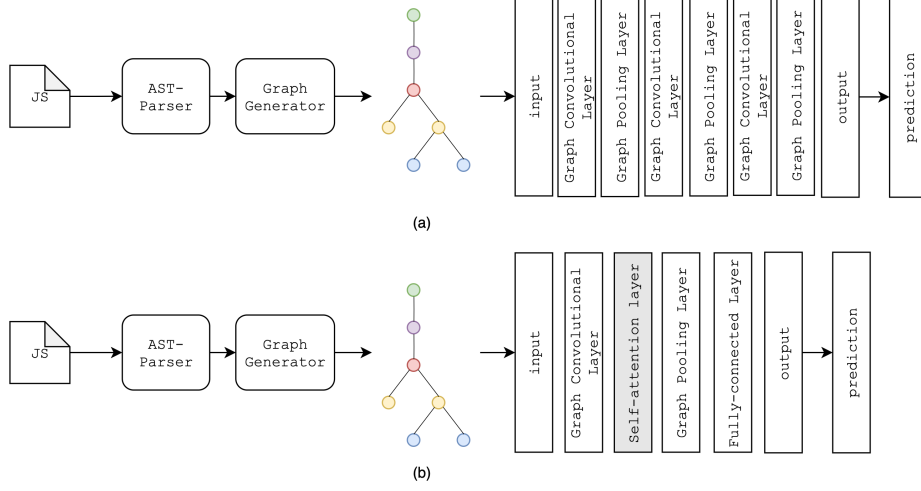 JS
AST-
Parser
Graph
Generator
input
Graph Convolutional
Layer
Graph Pooling Layer
Graph Convolutional
Layer
Graph Pooling Layer
Graph Convolutional
Layer
Graph Pooling Layer
output
prediction
(a)
JS
AST-
Parser
Graph
Generator
input
Graph Convolutional
Layer
Self-attention layer
Graph Pooling Layer
Fully-connected Layer
output
prediction
(b)